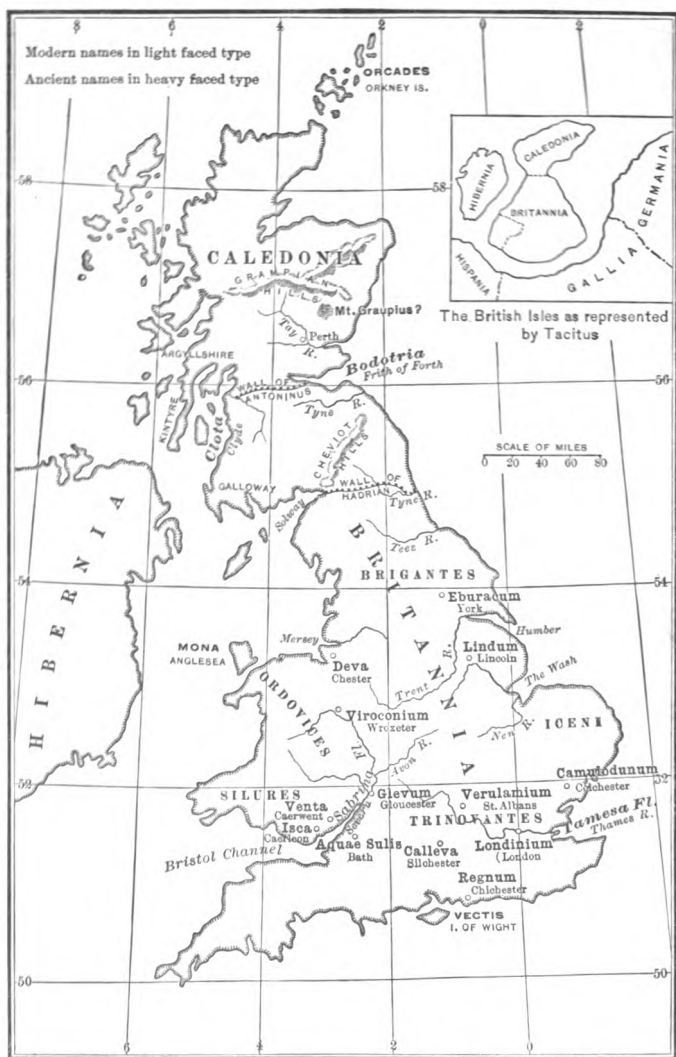 8
6
4
2
0
2
Modern names in light faced type
Ancient names in heavy faced type
ORCADES
ORKNEY IS.
58
58
CALEDONIA
HIBERNIA
BRITANNIA
HISPANIA
GALLIA
GERMANIA
The British Isles as represented
by Tacitus
CALEDONIA
GRAMPIAN
HILLS
Mt. Graupius?
Tay
R.
Perth
ARGYLLSHIRE
Bodotria
Frith of Forth
56
56
WALL OF
ANTONINUS
Tyne R.
KINTYRE
Clota
Clyde
CHEVIOT
HILLS
SCALE OF MILES
0 20 40 60 80
GALLOWAY
WALL OF
HADRIAN
Tyne R.
Solway
HIBERNIA
BRITANNIA
Tees R.
BRIGANTES
54
54
Eburacum
York
Humber
MONA
ANGLESEA
Mersey
Deva
Chester
Lindum
Lincoln
The Wash
Trent R.
ORDOVICES
Viroconium
Wroxeter
Nen R.
ICENI
Avon R.
52
52
Sabrina Fl.
Severn
SILURES
Venta
Caerwent
Isca
Caerleon
Glevum
Gloucester
Verulamium
St. Albans
Camulodunum
Colchester
TRINOVANTES
Tamesa Fl.
Thames R.
Bristol Channel
Aquae Sulis
Bath
Calleva
Silchester
Londinium
(London
Regnum
Chichester
VECTIS
I. OF WIGHT
50
50
6
4
2
0